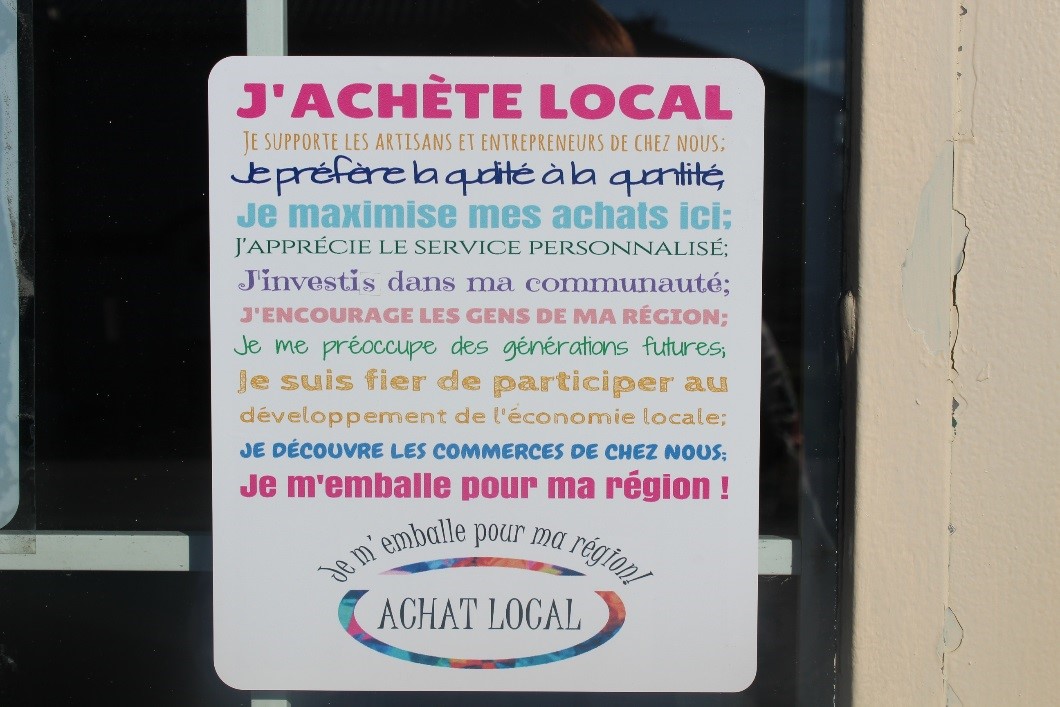 J'ACHÈTE LOCAL
JE SUPPORTE LES ARTISANS ET ENTREPRENEURS DE CHEZ NOUS;
Je préfère la qualité à la quantité;
Je maximise mes achats ici;
J'APPRÉCIE LE SERVICE PERSONNALISÉ;
J'investis dans ma communauté;
J'ENCOURAGE LES GENS DE MA RÉGION;
Je me préoccupe des générations futures;
Je suis fier de participer au
développement de l'économie locale;
JE DÉCOUVRE LES COMMERCES DE CHEZ NOUS;
Je m'emballe pour ma région !
Je m'emballe pour ma région!
ACHAT LOCAL